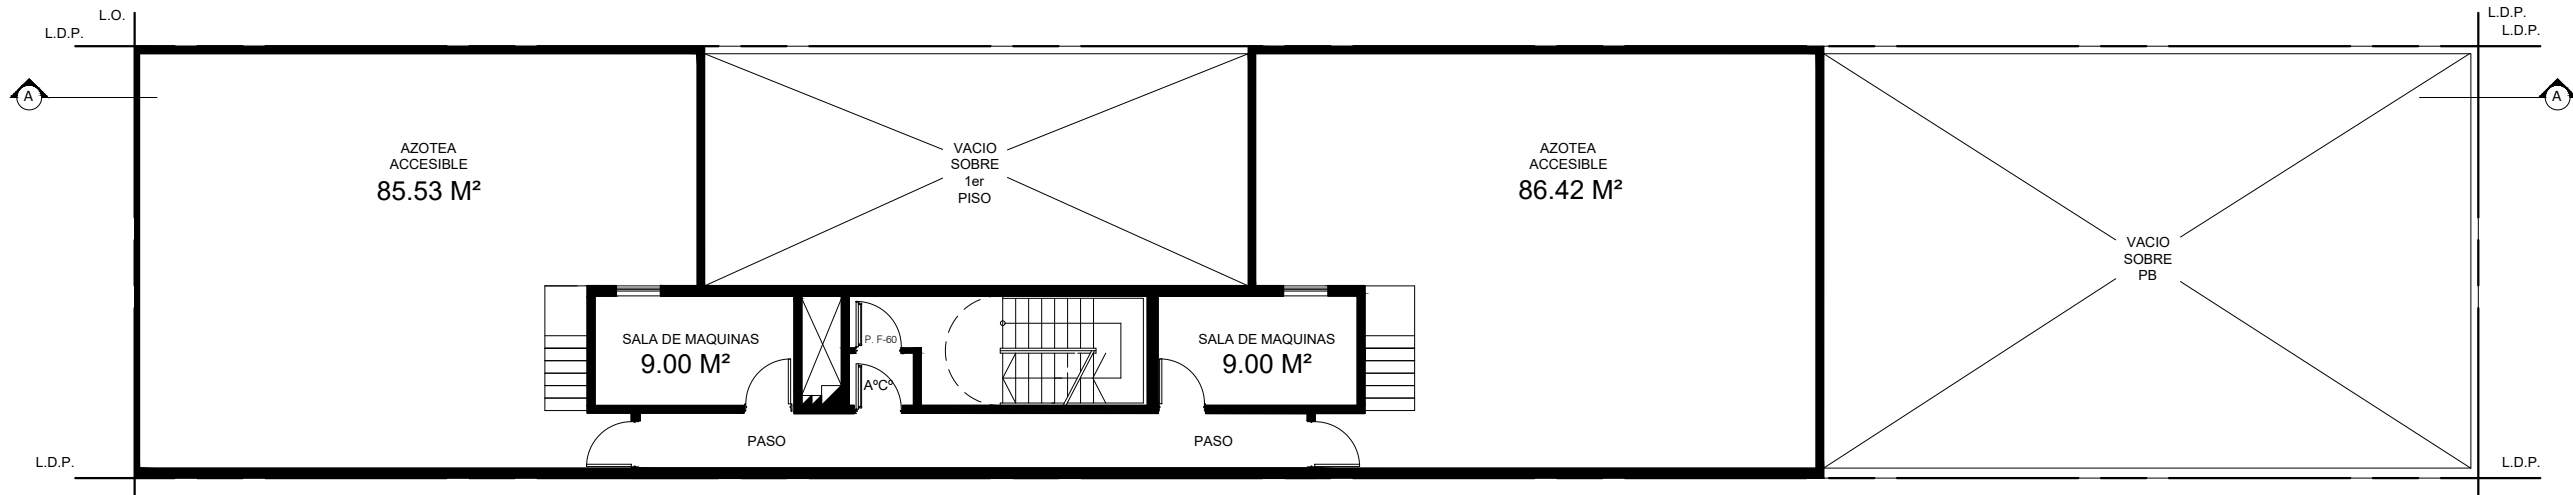 L.O.
L.D.P.
L.D.P.
L.D.P.
A
A
AZOTEA
ACCESIBLE
85.53 M²
VACIO
SOBRE
1er
PISO
AZOTEA
ACCESIBLE
86.42 M²
VACIO
SOBRE
PB
SALA DE MAQUINAS
9.00 M²
P. F-60
AºCº
SALA DE MAQUINAS
9.00 M²
PASO
PASO
L.D.P.
L.D.P.